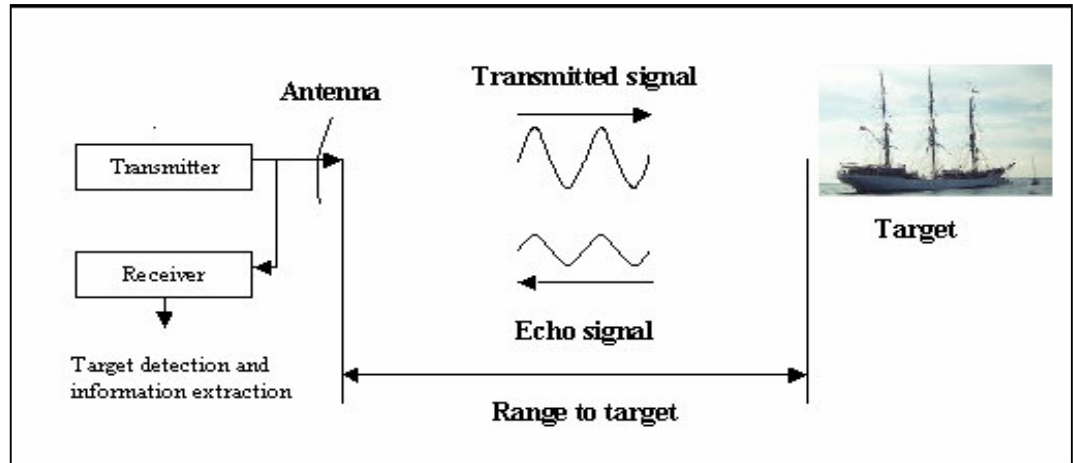 Antenna
Transmitted signal
Transmitter
Target
Receiver
Echo signal
Target detection and
information extraction
Range to target